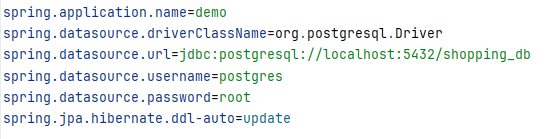 spring.application.name=demo
spring.datasource.driverClassName=org.postgresql.Driver
spring.datasource.url=jdbc:postgresql://localhost:5432/shopping_db
spring.datasource.username=postgres
spring.datasource.password=root
spring.jpa.hibernate.ddl-auto=update